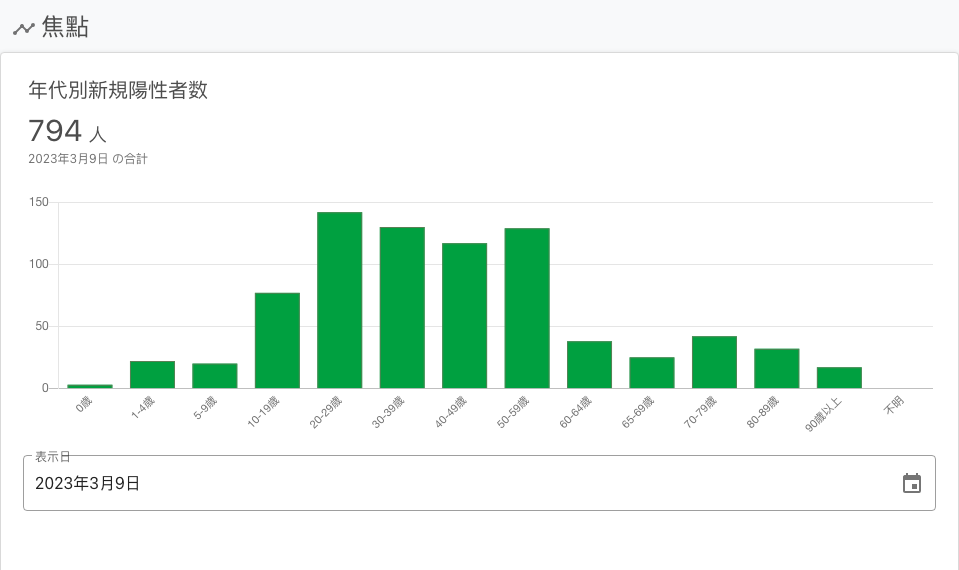 焦點
年代別新規陽性者数
794 人
2023年3月9日 の合計
150
100
50
0
0歳 1-4歳 5-9歳 10-19歳 20-29歳 30-39歳 40-49歳 50-59歳 60-64歳 65-69歳 70-79歳 80-89歳 90歳以上 不明
表示日
2023年3月9日